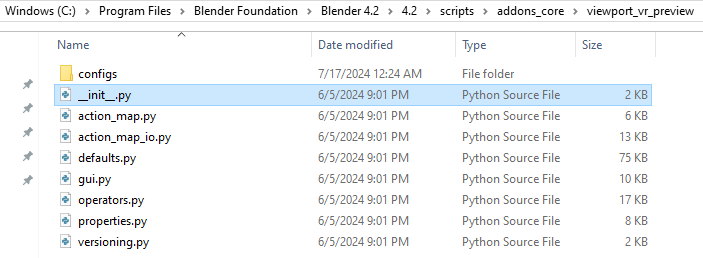 Windows (C:) > Program Files > Blender Foundation > Blender 4.2 > 4.2 > scripts > addons_core > viewport_vr_preview
Name Date modified Type Size
configs 7/17/2024 12:24 AM File folder
__init__.py 6/5/2024 9:01 PM Python Source File 2 KB
action_map.py 6/5/2024 9:01 PM Python Source File 6 KB
action_map_io.py 6/5/2024 9:01 PM Python Source File 13 KB
defaults.py 6/5/2024 9:01 PM Python Source File 75 KB
gui.py 6/5/2024 9:01 PM Python Source File 10 KB
operators.py 6/5/2024 9:01 PM Python Source File 17 KB
properties.py 6/5/2024 9:01 PM Python Source File 8 KB
versioning.py 6/5/2024 9:01 PM Python Source File 2 KB